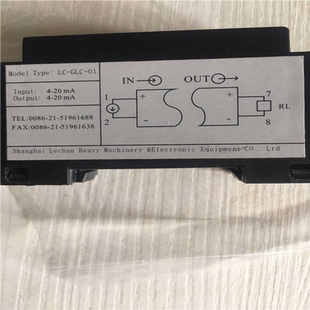 Model Type: LC-GLC-01
Input: 4-20 mA
Output: 4-20 mA
TEL:0086-21-51961688
FAX:0086-21-51961638
IN OUT
1 + - + - 7
2 8
RL
Shanghai Lechun Heavy Machinery &Electronic Equipment CO., Ltd